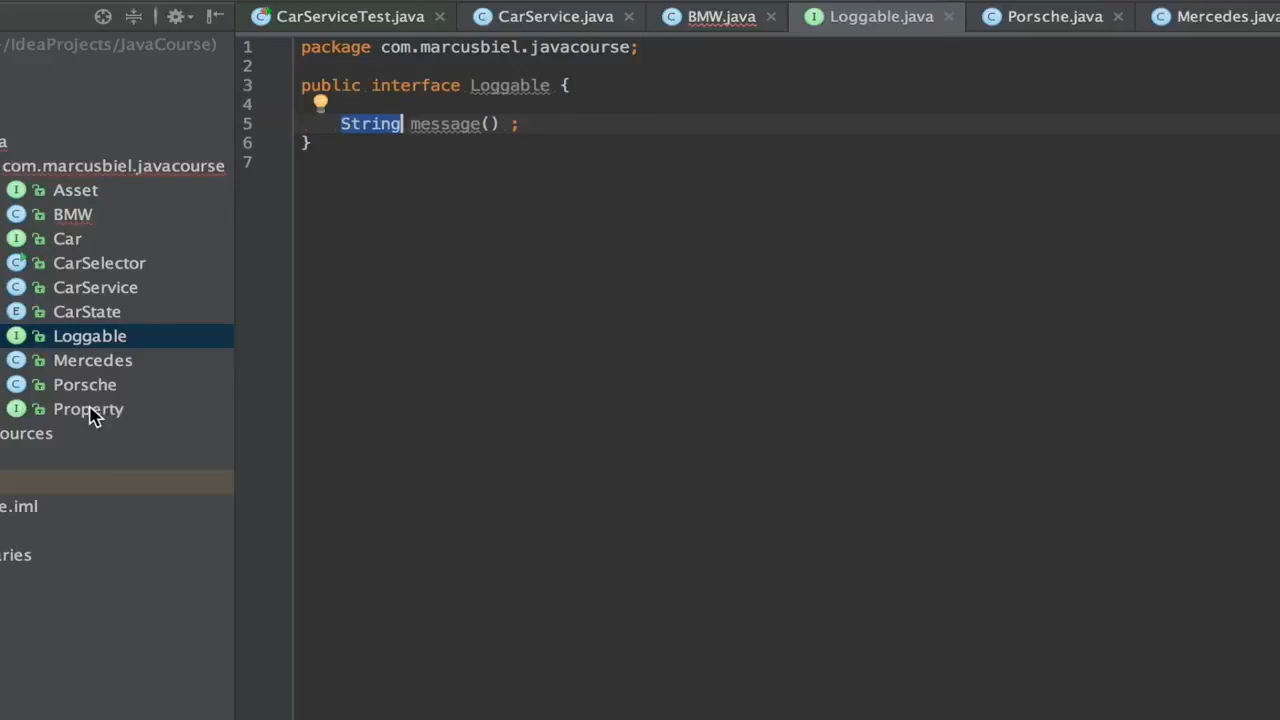 CarServiceTest.java CarService.java BMW.java Loggable.java Porsche.java Mercedes.java
/IdeaProjects/JavaCourse)
a
com.marcusbiel.javacourse
I Asset
C BMW
I Car
C CarSelector
C CarService
E CarState
I Loggable
C Mercedes
C Porsche
I Property
ources
e.iml
ries
1 package com.marcusbiel.javacourse;
2
3 public interface Loggable {
4
5 String message() ;
6 }
7